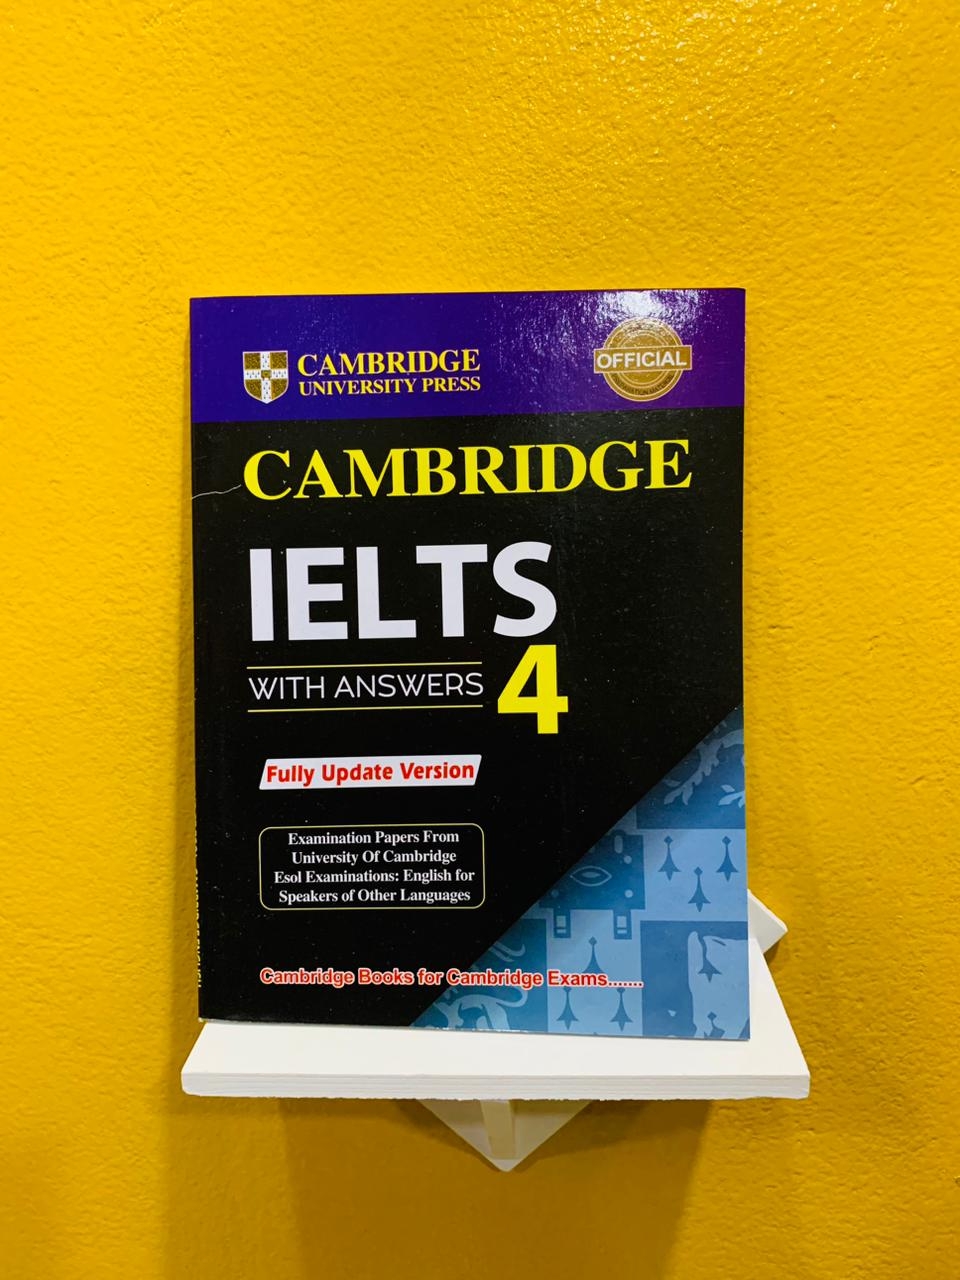 CAMBRIDGE
UNIVERSITY PRESS
OFFICIAL
CAMBRIDGE
IELTS
WITH ANSWERS 4
Fully Update Version
Examination Papers From
University Of Cambridge
Esol Examinations: English for
Speakers of Other Languages
Cambridge Books for Cambridge Exams.......